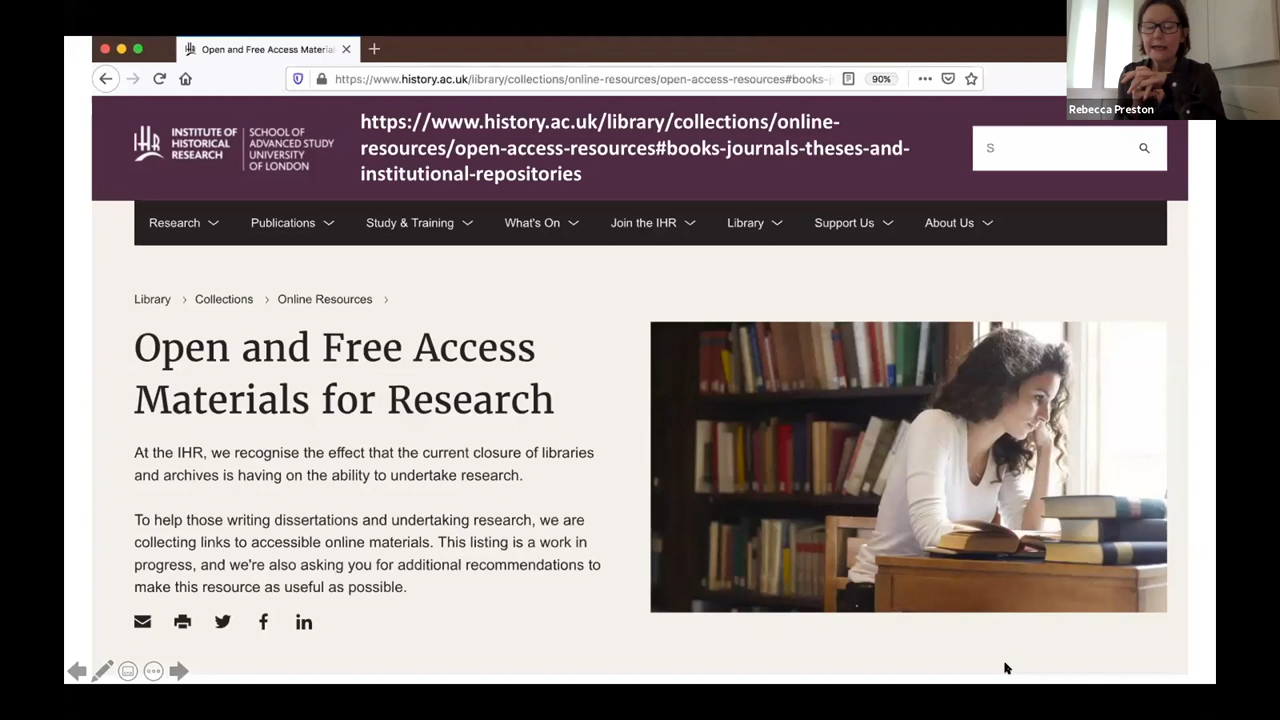 Open and Free Access Materia
https://www.history.ac.uk/library/collections/online-resources/open-access-resources#books-j
90%
Rebecca Preston
INSTITUTE OF
HISTORICAL
RESEARCH
SCHOOL OF
ADVANCED STUDY
UNIVERSITY
OF LONDON
https://www.history.ac.uk/library/collections/online-
resources/open-access-resources#books-journals-theses-and-
institutional-repositories
S
Research
Publications
Study & Training
What's On
Join the IHR
Library
Support Us
About Us
Library > Collections > Online Resources >
Open and Free Access
Materials for Research
At the IHR, we recognise the effect that the current closure of libraries
and archives is having on the ability to undertake research.
To help those writing dissertations and undertaking research, we are
collecting links to accessible online materials. This listing is a work in
progress, and we're also asking you for additional recommendations to
make this resource as useful as possible.